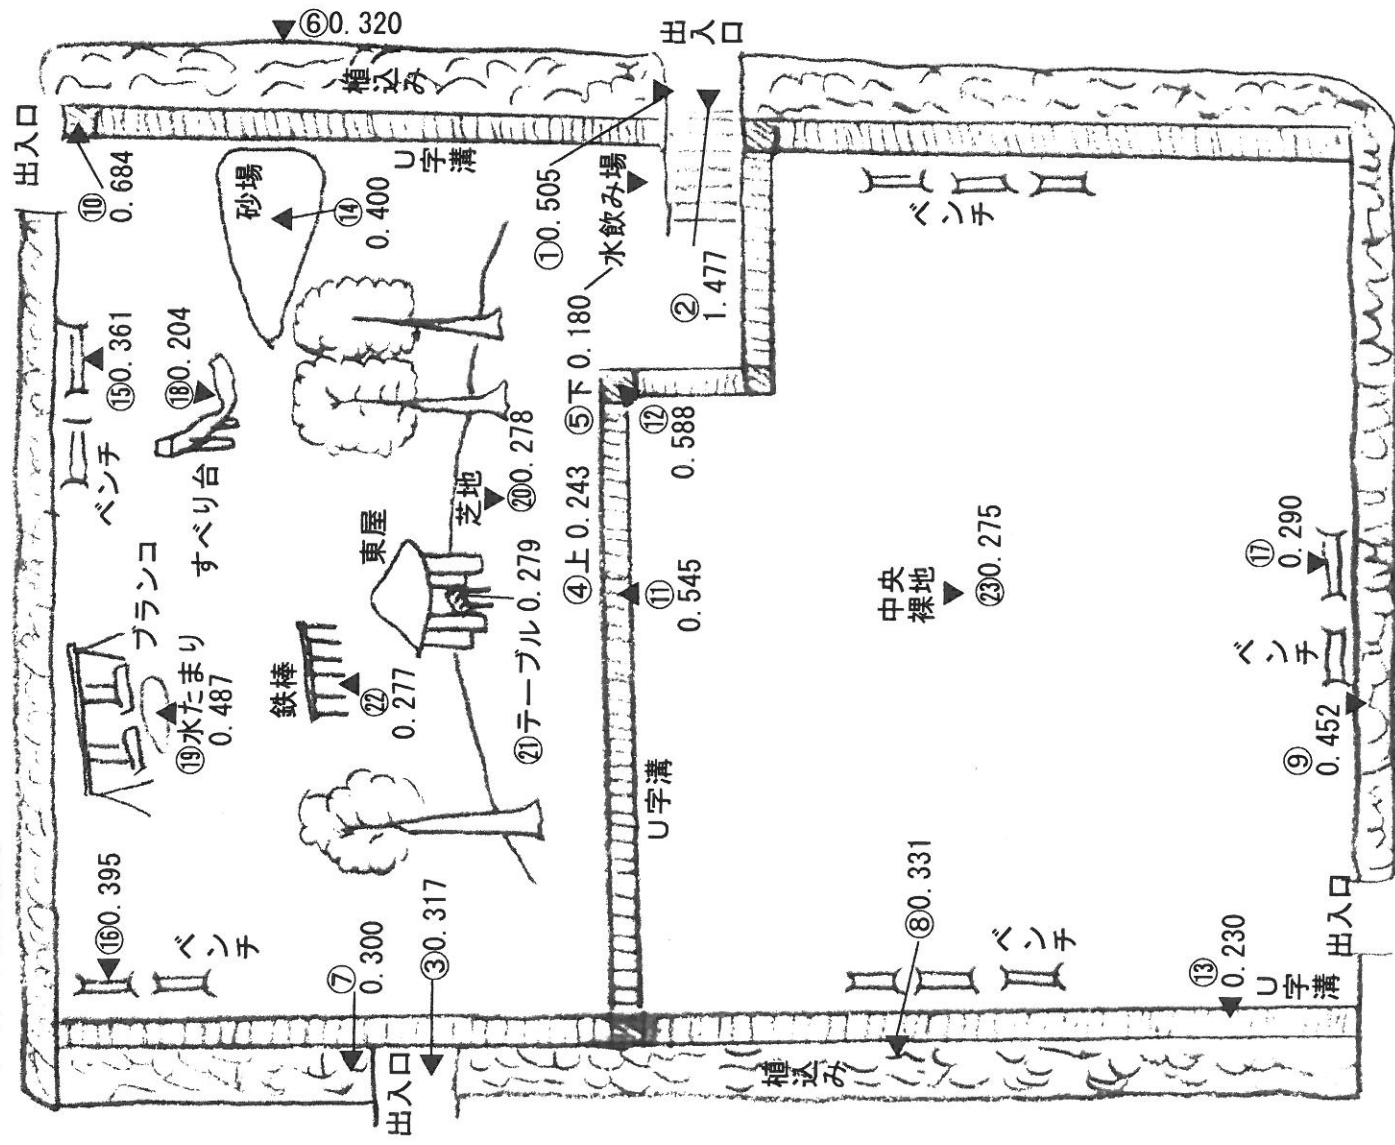 ⑥0.320
出入口
植込み
出入口
⑩
0.684
砂場
U字溝
⑭
0.400
①0.505
水飲み場
②
1.477
ベンチ
⑮0.361
⑱0.204
ベンチ
すべり台
⑤下 0.180
④上 0.243
⑫
0.588
芝地
⑳0.278
東屋
㉑テーブル 0.279
⑪
0.545
中央
裸地
㉓0.275
⑰
0.290
ベンチ
ブランコ
⑲水たまり
0.487
鉄棒
㉒
0.277
U字溝
⑨
0.452
⑯0.395
ベンチ
⑦
0.300
③0.317
⑧0.331
ベンチ
⑬
0.230
U字溝
出入口
出入口
植込み